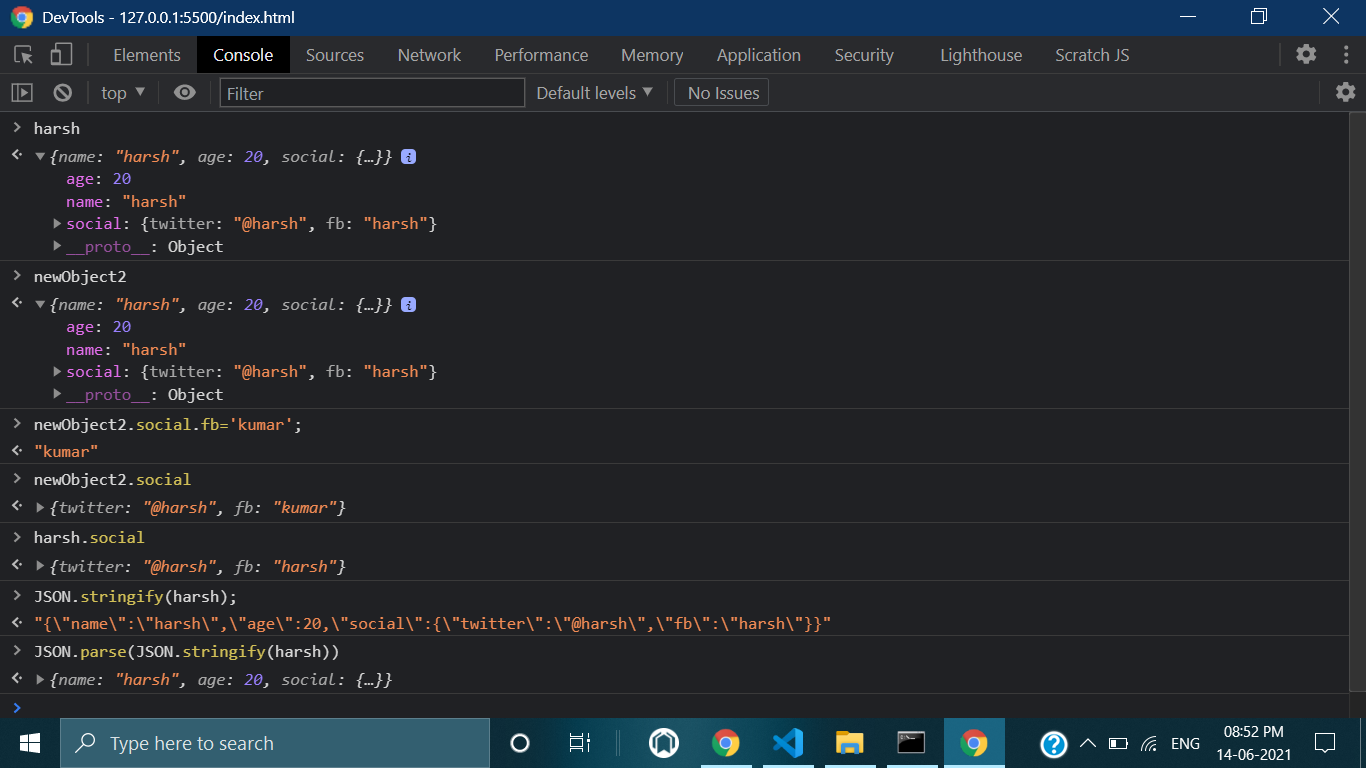 DevTools - 127.0.0.1:5500/index.html
Elements Console Sources Network Performance Memory Application Security Lighthouse Scratch JS
top Filter Default levels No Issues
harsh
{name: "harsh", age: 20, social: {…}}
age: 20
name: "harsh"
social: {twitter: "@harsh", fb: "harsh"}
__proto__: Object
newObject2
{name: "harsh", age: 20, social: {…}}
age: 20
name: "harsh"
social: {twitter: "@harsh", fb: "harsh"}
__proto__: Object
newObject2.social.fb='kumar';
"kumar"
newObject2.social
{twitter: "@harsh", fb: "kumar"}
harsh.social
{twitter: "@harsh", fb: "harsh"}
JSON.stringify(harsh);
"{\"name\":\"harsh\",\"age\":20,\"social\":{\"twitter\":\"@harsh\",\"fb\":\"harsh\"}}"
JSON.parse(JSON.stringify(harsh))
{name: "harsh", age: 20, social: {…}}
Type here to search
ENG
08:52 PM
14-06-2021